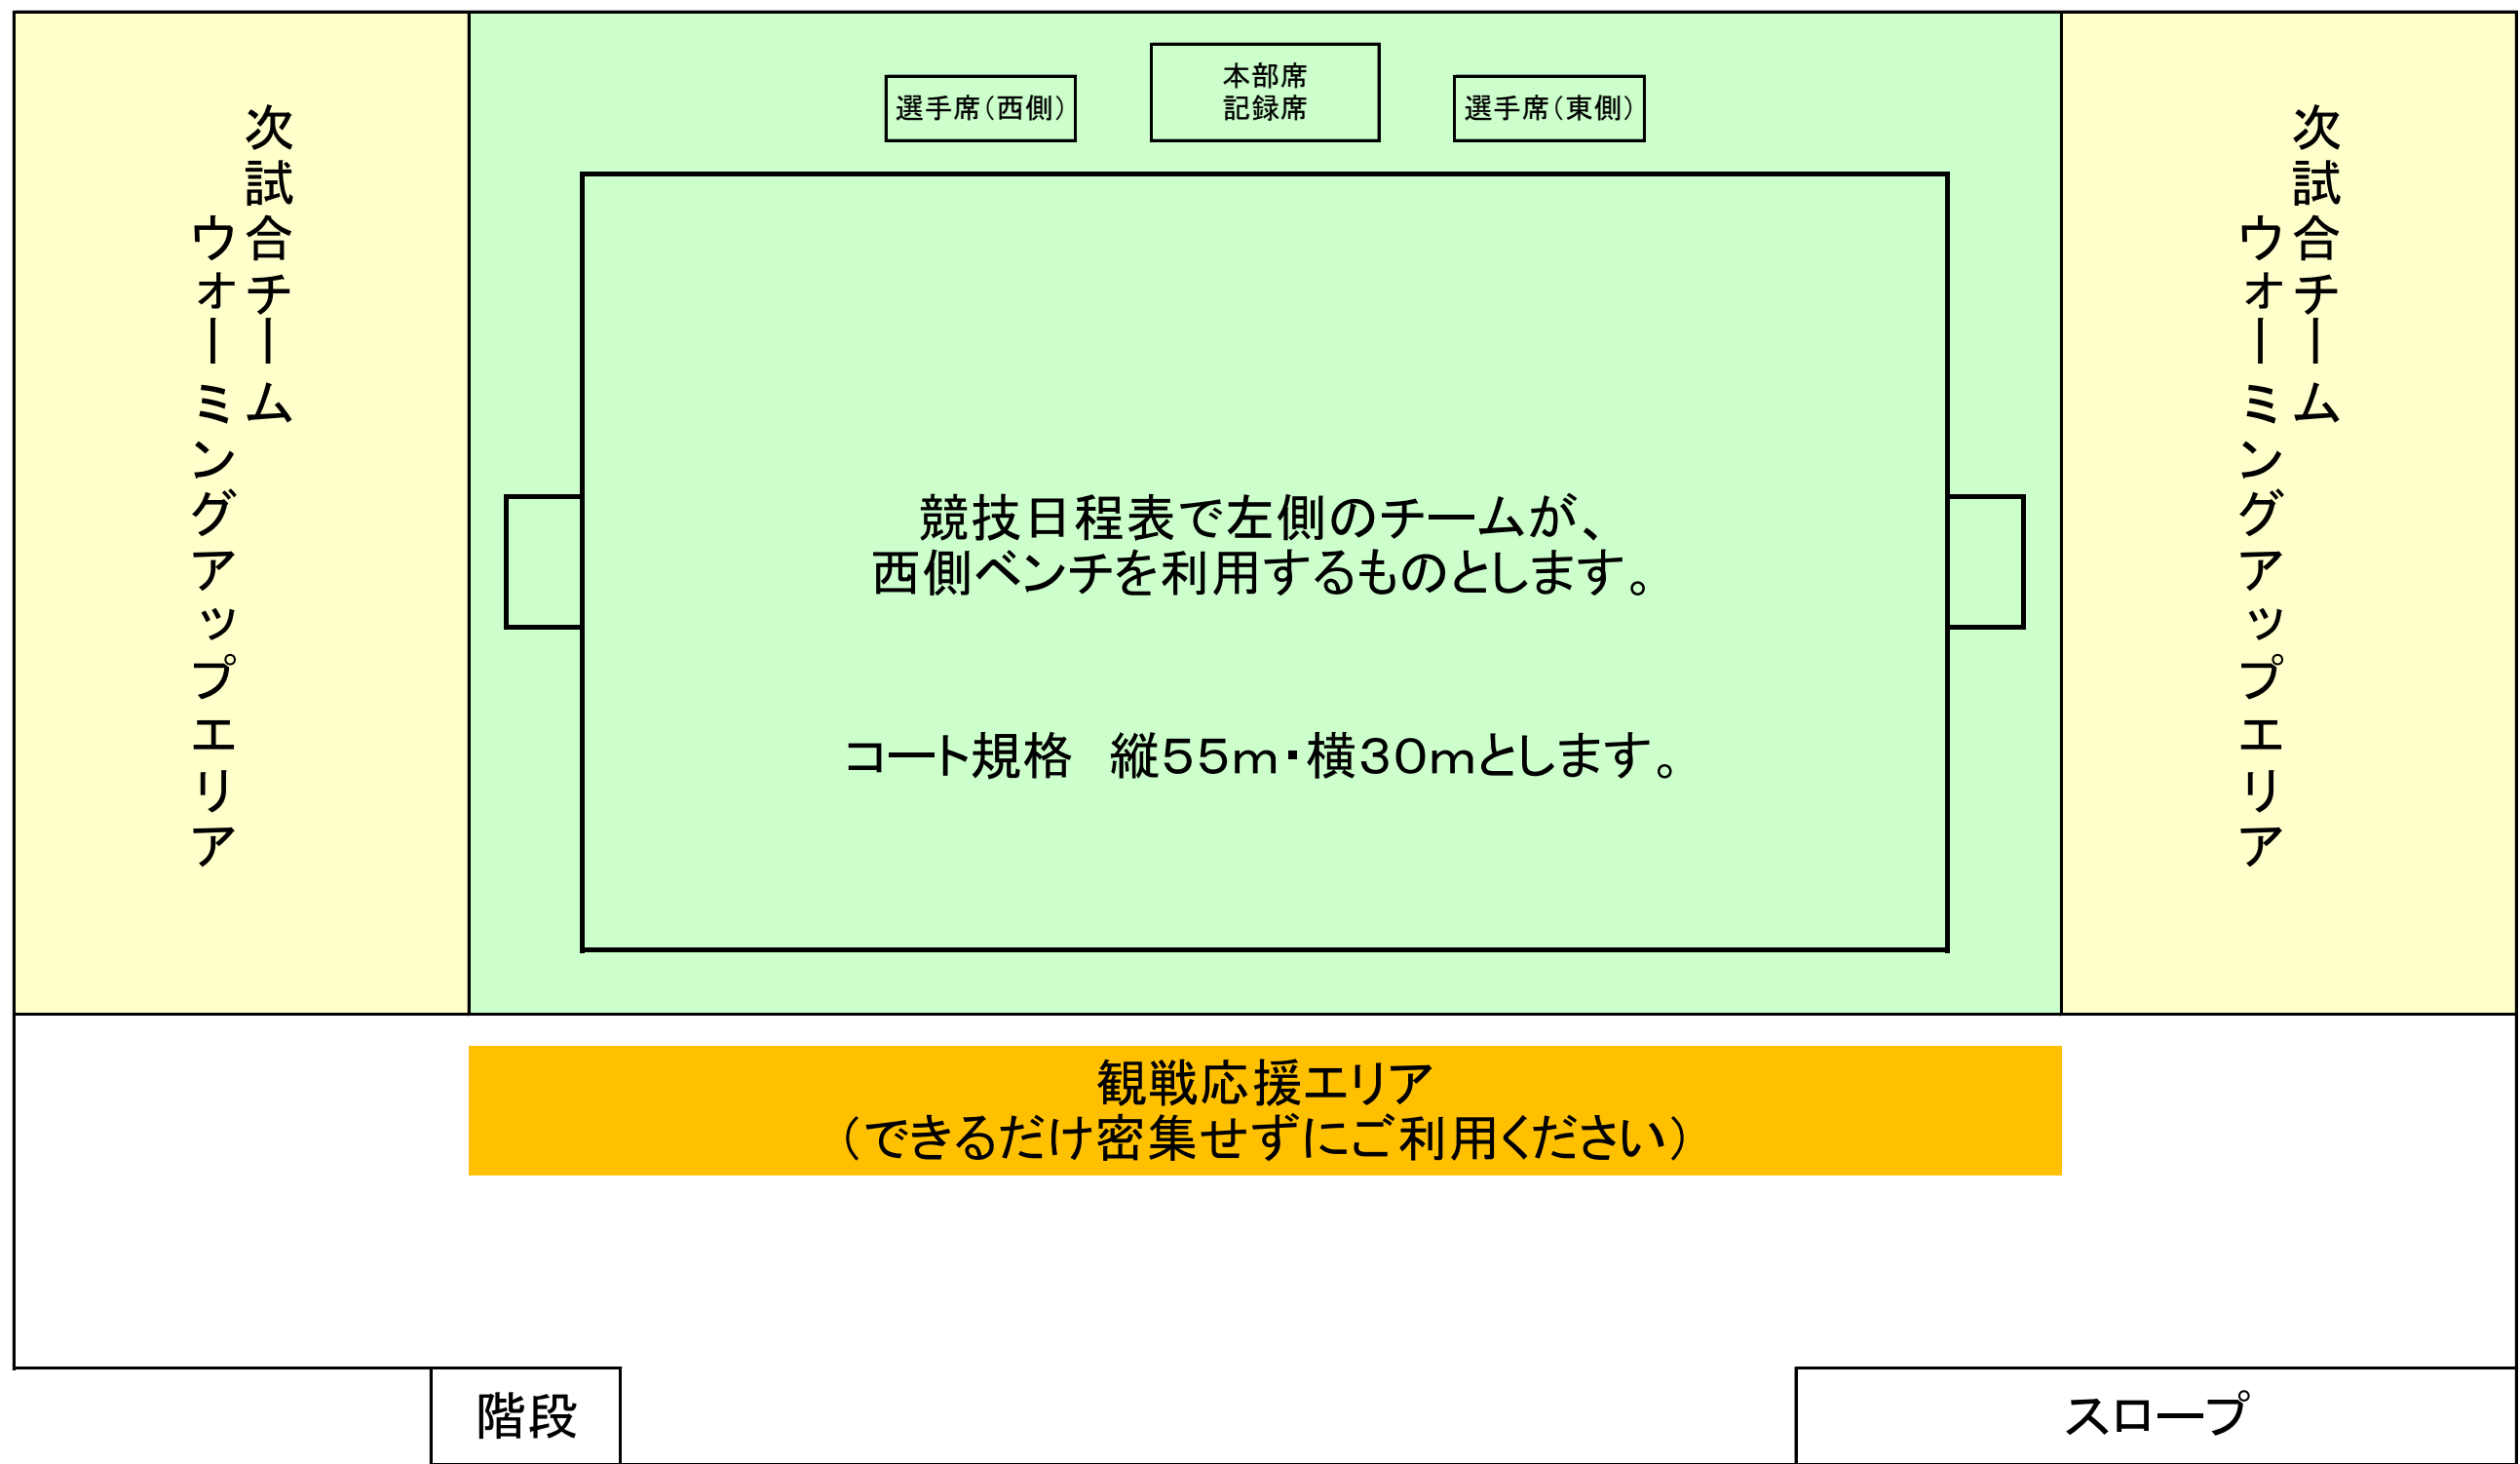 本部席
記録席
選手席（西側）
選手席（東側）
次試合チーム
ウォーミングアップエリア
競技日程表で左側のチームが、
西側ベンチを利用するものとします。
コート規格　縦55m・横30mとします。
次試合チーム
ウォーミングアップエリア
観戦応援エリア
（できるだけ密集せずにご利用ください）
階段
スロープ